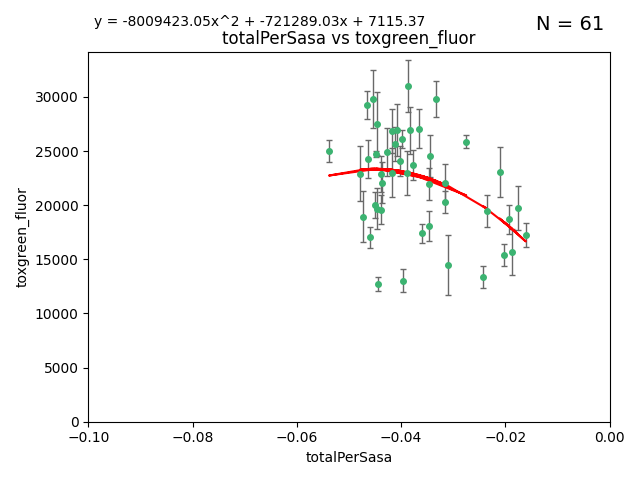 y = -8009423.05x^2 + -721289.03x + 7115.37
N = 61
totalPerSasa vs toxgreen_fluor
30000
25000
20000
15000
10000
5000
0
toxgreen_fluor
−0.10 −0.08 −0.06 −0.04 −0.02 0.00
totalPerSasa